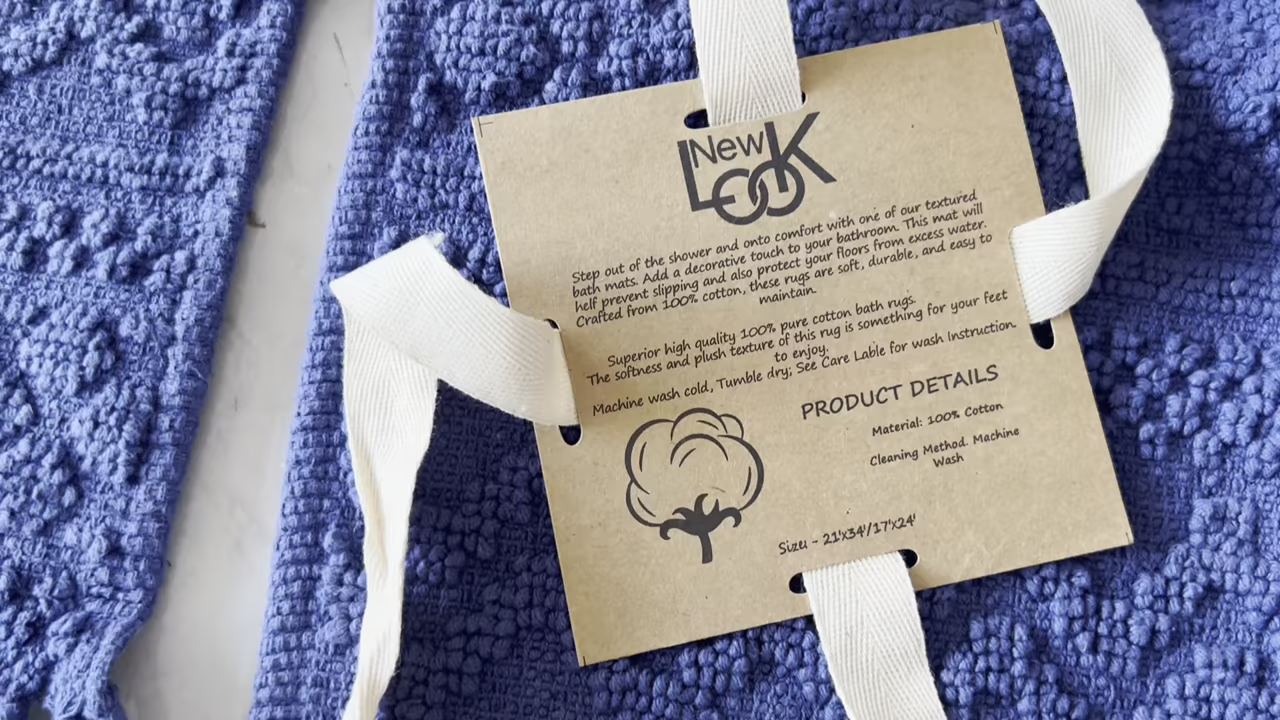 New
LOOK
Step out of the shower and onto comfort with one of our textured
bath mats. Add a decorative touch to your bathroom. This mat will
helf prevent slipping and also protect your floors from excess water.
Crafted from 100% cotton, these rugs are soft, durable, and easy to
maintain.
Superior high quality 100% pure cotton bath rugs.
The softness and plush texture of this rug is something for your feet
to enjoy.
Machine wash cold, Tumble dry; See Care Lable for wash Instruction.
PRODUCT DETAILS
Material: 100% Cotton
Cleaning Method. Machine
Wash
Size: - 21'x34'/17'x24'